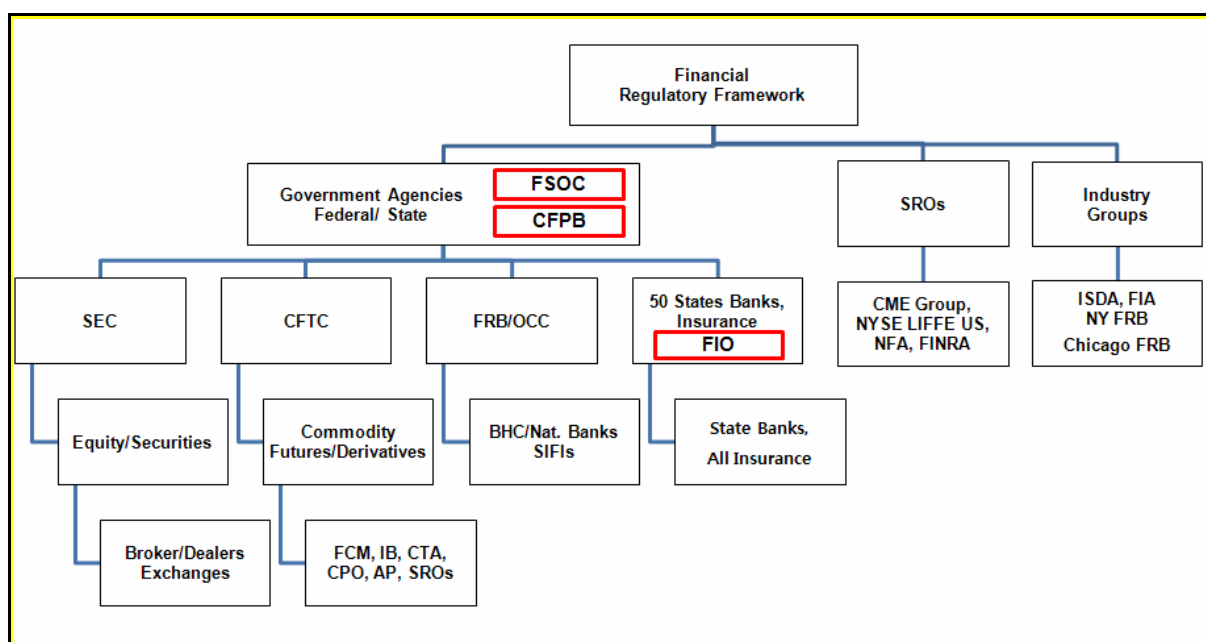 Financial
Regulatory Framework
Government Agencies
Federal/ State
FSOC
CFPB
SROs
Industry
Groups
SEC
CFTC
FRB/OCC
50 States Banks,
Insurance
FIO
CME Group,
NYSE LIFFE US,
NFA, FINRA
ISDA, FIA
NY FRB
Chicago FRB
Equity/Securities
Commodity
Futures/Derivatives
BHC/Nat. Banks
SIFIs
State Banks,
All Insurance
Broker/Dealers
Exchanges
FCM, IB, CTA,
CPO, AP, SROs